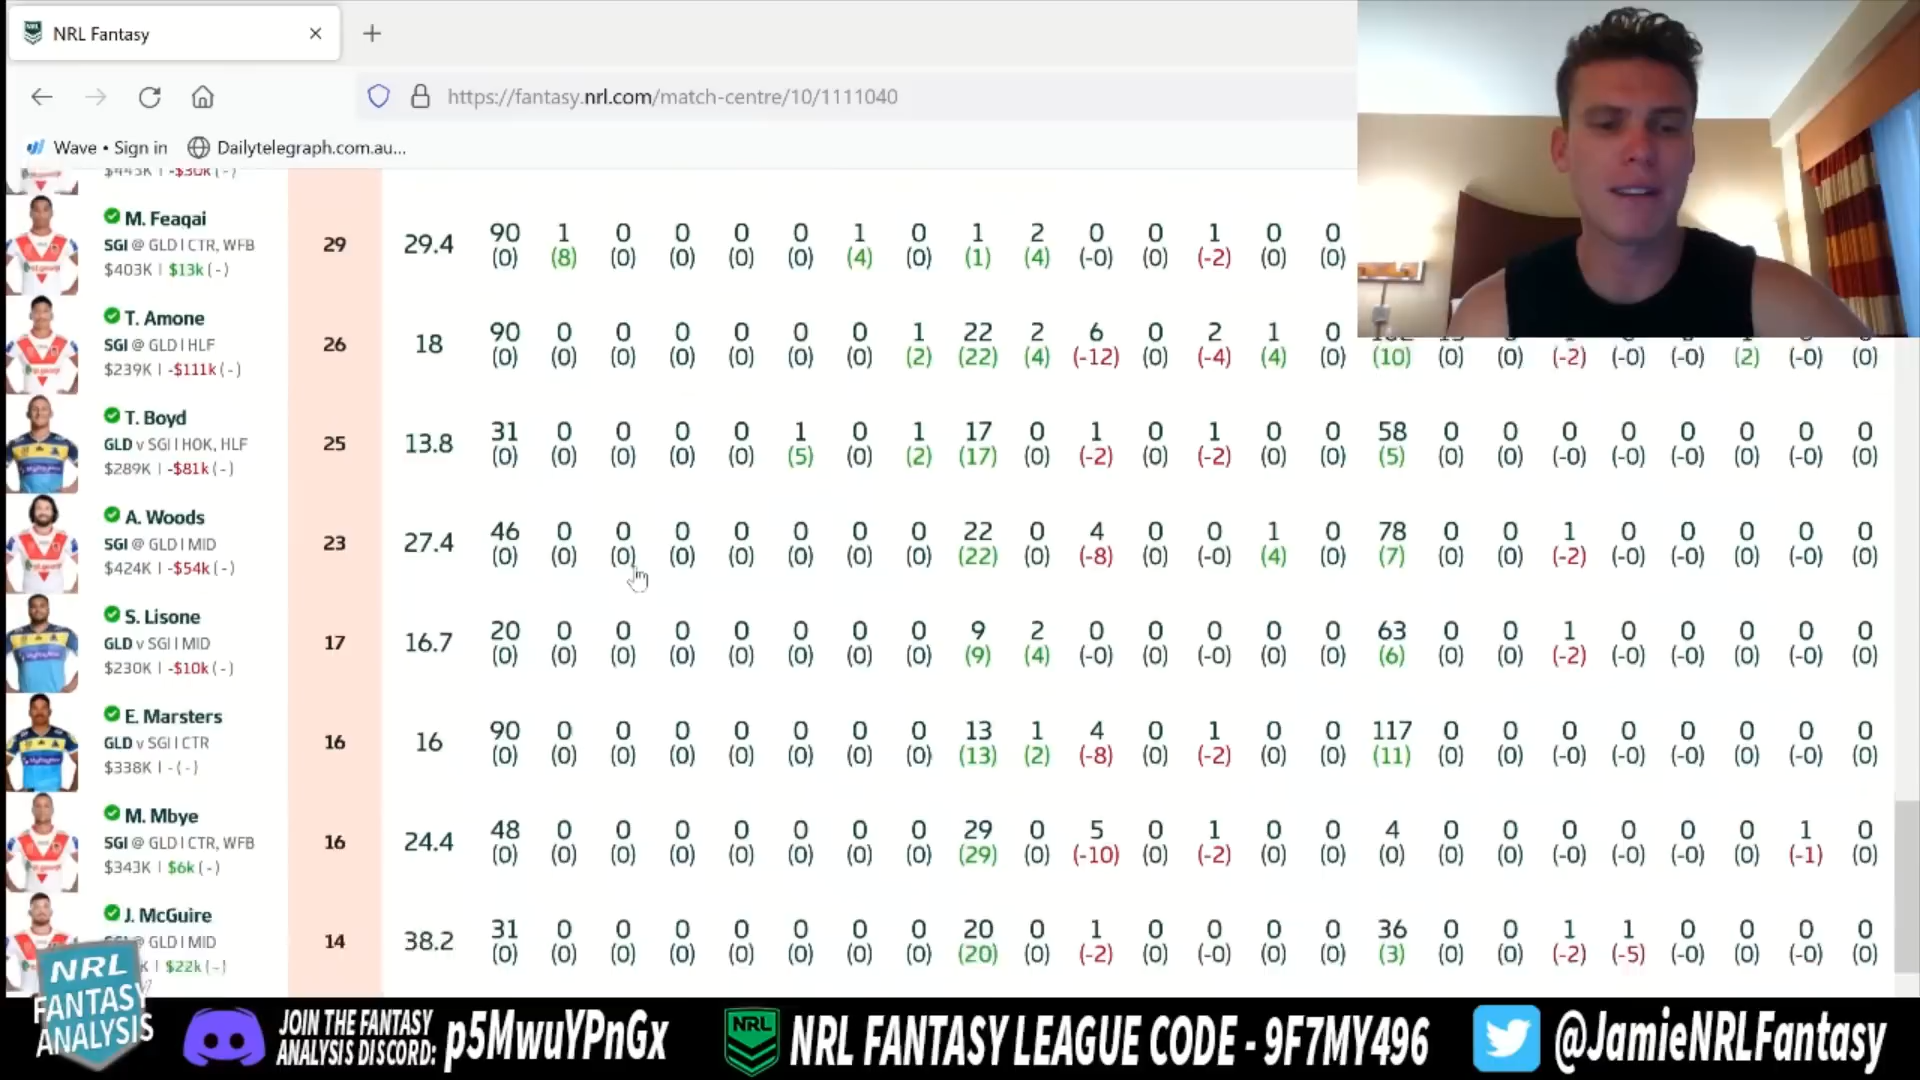 NRL Fantasy
https://fantasy.nrl.com/match-centre/10/1111040
Wave • Sign in Dailytelegraph.com.au...
$445K | -$30k (-)
M. Feaqai
SGI @ GLD | CTR, WFB
$403K | $13k (-)
29 29.4 90 1 0 0 0 0 1 0 1 2 0 0 1 0 0
(0) (8) (0) (0) (0) (0) (4) (0) (1) (4) (-0) (0) (-2) (0) (0)
T. Amone
SGI @ GLD | HLF
$239K | -$111k (-)
26 18 90 0 0 0 0 0 0 1 22 2 6 0 2 1 0
(0) (0) (0) (0) (0) (0) (0) (2) (22) (4) (-12) (0) (-4) (4) (0) (10) (0) (0) (-2) (-0) (-0) (2) (-0) (0)
T. Boyd
GLD v SGI | HOK, HLF
$289K | -$81k (-)
25 13.8 31 0 0 0 0 1 0 1 17 0 1 0 1 0 0 58 0 0 0 0 0 0 0 0
(0) (0) (0) (0) (0) (5) (0) (2) (17) (0) (-2) (0) (-2) (0) (0) (5) (0) (0) (-0) (-0) (-0) (0) (-0) (0)
A. Woods
SGI @ GLD | MID
$424K | -$54k (-)
23 27.4 46 0 0 0 0 0 0 0 22 0 4 0 0 1 0 78 0 0 1 0 0 0 0 0
(0) (0) (0) (0) (0) (0) (0) (0) (22) (0) (-8) (0) (-0) (4) (0) (7) (0) (0) (-2) (-0) (-0) (0) (-0) (0)
S. Lisone
GLD v SGI | MID
$230K | -$10k (-)
17 16.7 20 0 0 0 0 0 0 0 9 2 0 0 0 0 0 63 0 0 1 0 0 0 0 0
(0) (0) (0) (0) (0) (0) (0) (0) (9) (4) (-0) (0) (-0) (0) (0) (6) (0) (0) (-2) (-0) (-0) (0) (-0) (0)
E. Marsters
GLD v SGI | CTR
$338K | - (-)
16 16 90 0 0 0 0 0 0 0 13 1 4 0 1 0 0 117 0 0 0 0 0 0 0 0
(0) (0) (0) (0) (0) (0) (0) (0) (13) (2) (-8) (0) (-2) (0) (0) (11) (0) (0) (-0) (-0) (-0) (0) (-0) (0)
M. Mbye
SGI @ GLD | CTR, WFB
$343K | $6k (-)
16 24.4 48 0 0 0 0 0 0 0 29 0 5 0 1 0 0 4 0 0 0 0 0 0 1 0
(0) (0) (0) (0) (0) (0) (0) (0) (29) (0) (-10) (0) (-2) (0) (0) (0) (0) (0) (-0) (-0) (-0) (0) (-1) (0)
J. McGuire
@ GLD | MID
K | $22k (-)
14 38.2 31 0 0 0 0 0 0 0 20 0 1 0 0 0 0 36 0 0 1 1 0 0 0 0
(0) (0) (0) (0) (0) (0) (0) (0) (20) (0) (-2) (0) (-0) (0) (0) (3) (0) (0) (-2) (-5) (-0) (0) (-0) (0)
NRL
FANTASY
ANALYSIS
JOIN THE FANTASY
ANALYSIS DISCORD: p5MwuYPnGx
NRL
NRL FANTASY LEAGUE CODE - 9F7MY496
@JamieNRLFantasy